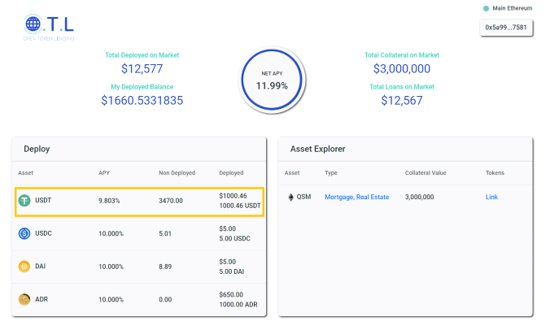 Main Ethereum
0x5a99...7581
O.T.L
OPEN TOKEN LENDING
Total Deployed on Market
$12,577
My Deployed Balance
$1660.5331835
NET APY
11.99%
Total Collateral on Market
$3,000,000
Total Loans on Market
$12,567
Deploy
Asset APY Non Deployed Deployed
USDT 9.803% 3470.00 $1000.46
1000.46 USDT
USDC 10.000% 5.01 $5.00
5.00 USDC
DAI 10.000% 8.89 $5.00
5.00 DAI
ADR 10.000% 0.00 $650.00
1000.00 ADR
Asset Explorer
Asset Type Collateral Value Tokens
QSM Mortgage, Real Estate 3,000,000 Link